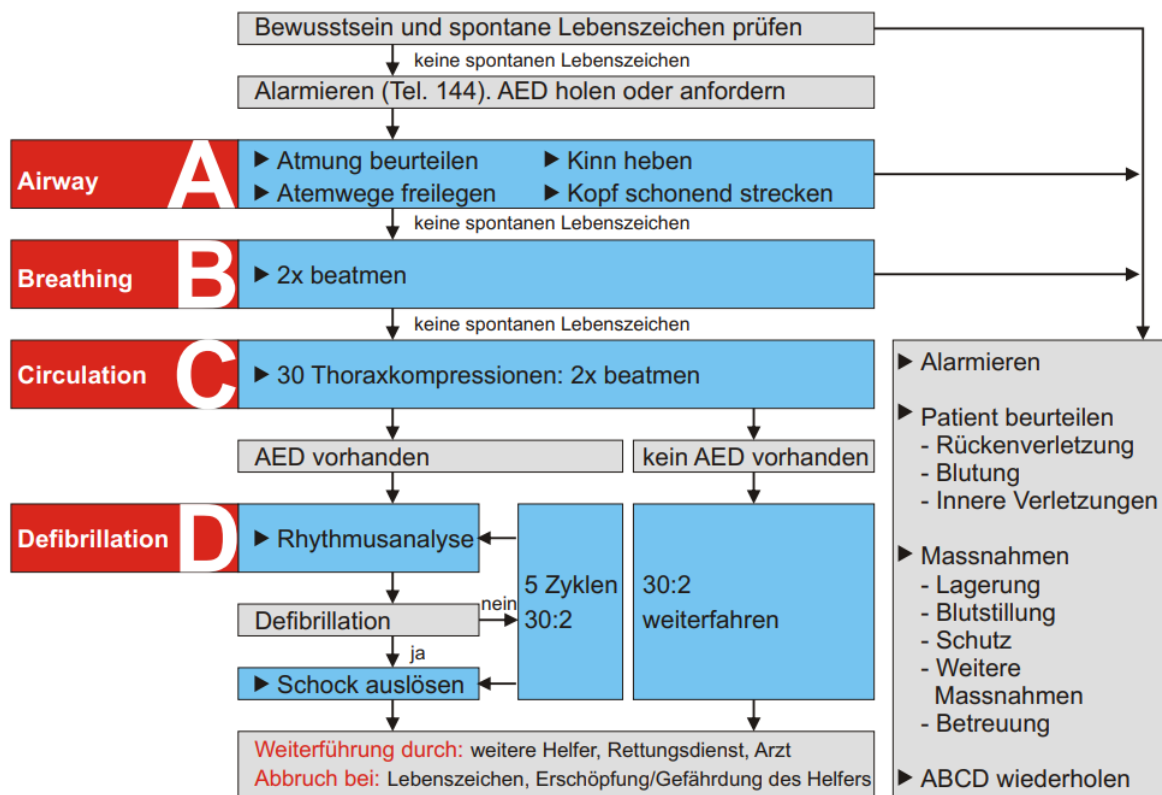 Bewusstsein und spontane Lebenszeichen prüfen
keine spontanen Lebenszeichen
Alarmieren (Tel. 144). AED holen oder anfordern
Airway
A
▶ Atmung beurteilen ▶ Kinn heben
▶ Atemwege freilegen ▶ Kopf schonend strecken
keine spontanen Lebenszeichen
Breathing
B
▶ 2x beatmen
keine spontanen Lebenszeichen
Circulation
C
▶ 30 Thoraxkompressionen: 2x beatmen
AED vorhanden
kein AED vorhanden
Defibrillation
D
▶ Rhythmusanalyse
Defibrillation
nein
ja
▶ Schock auslösen
5 Zyklen
30:2
30:2
weiterfahren
Weiterführung durch: weitere Helfer, Rettungsdienst, Arzt
Abbruch bei: Lebenszeichen, Erschöpfung/Gefährdung des Helfers
▶ Alarmieren
▶ Patient beurteilen
- Rückenverletzung
- Blutung
- Innere Verletzungen
▶ Massnahmen
- Lagerung
- Blutstillung
- Schutz
- Weitere
Massnahmen
- Betreuung
▶ ABCD wiederholen